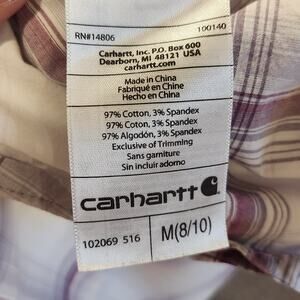 RN#14806 100140
Carhartt, Inc. P.O. Box 600
Dearborn, MI 48121 USA
carhartt.com
Made in China
Fabriqué en Chine
Hecho en China
97% Cotton, 3% Spandex
97% Coton, 3% Spandex
97% Algodón, 3% Spandex
Exclusive of Trimming
Sans garniture
Sin incluir adorno
carhartt
102069 516 M(8/10)